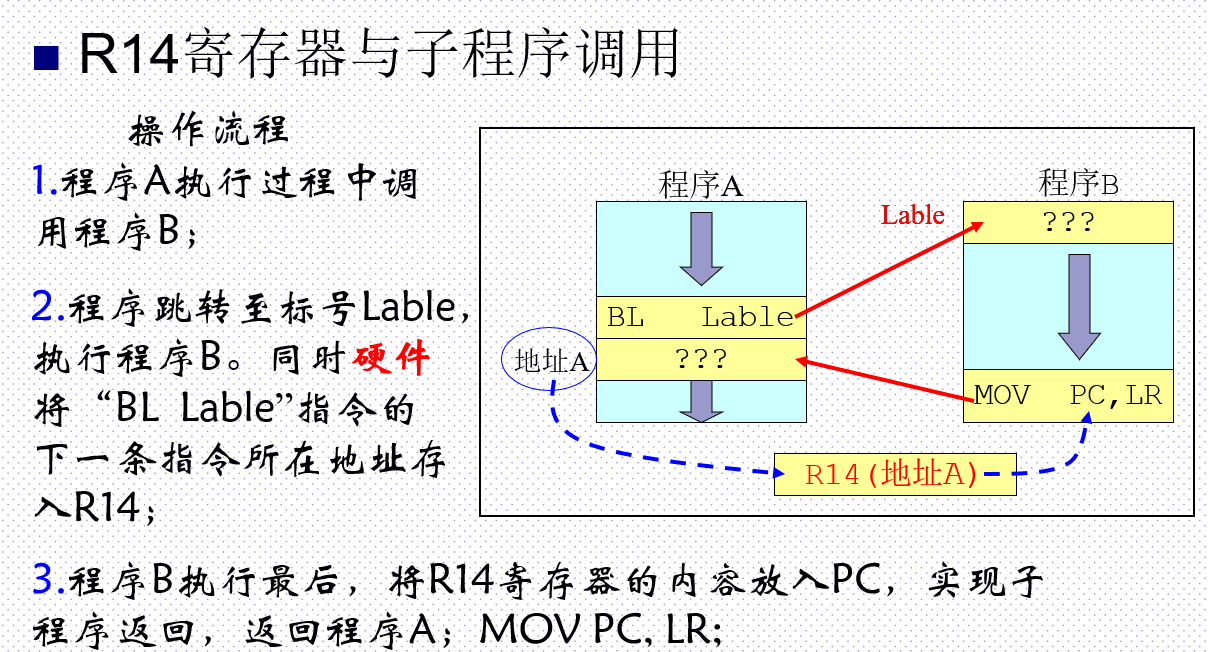 ■ R14寄存器与子程序调用
操作流程
1.程序A执行过程中调
用程序B；
2.程序跳转至标号Lable，
执行程序B。同时硬件
将“BL Lable”指令的
下一条指令所在地址存
入R14；
3.程序B执行最后，将R14寄存器的内容放入PC，实现子
程序返回，返回程序A；MOV PC, LR;
程序A
程序B
Lable
???
BL Lable
地址A
???
MOV PC,LR
R14(地址A)